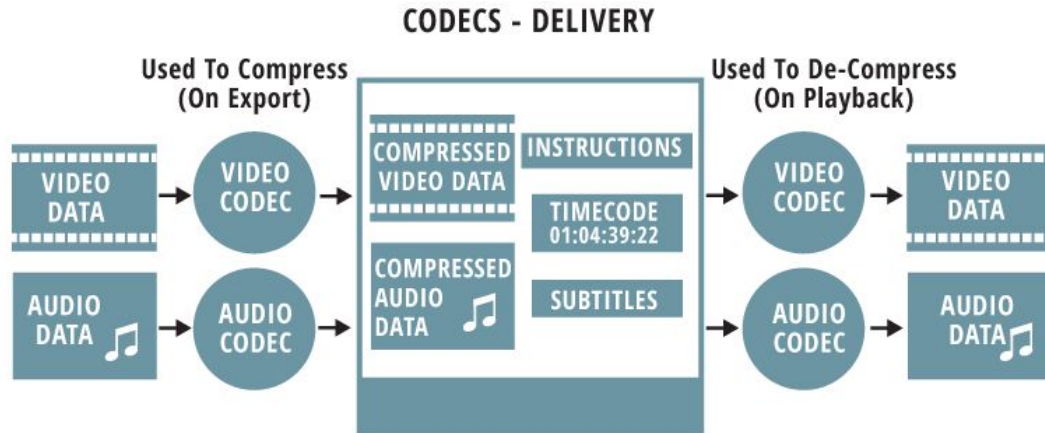 CODECS - DELIVERY
Used To Compress
(On Export)
Used To De-Compress
(On Playback)
VIDEO
DATA
VIDEO
CODEC
COMPRESSED
VIDEO DATA
INSTRUCTIONS
TIMECODE
01:04:39:22
VIDEO
CODEC
VIDEO
DATA
AUDIO
DATA
AUDIO
CODEC
COMPRESSED
AUDIO
DATA
SUBTITLES
AUDIO
CODEC
AUDIO
DATA